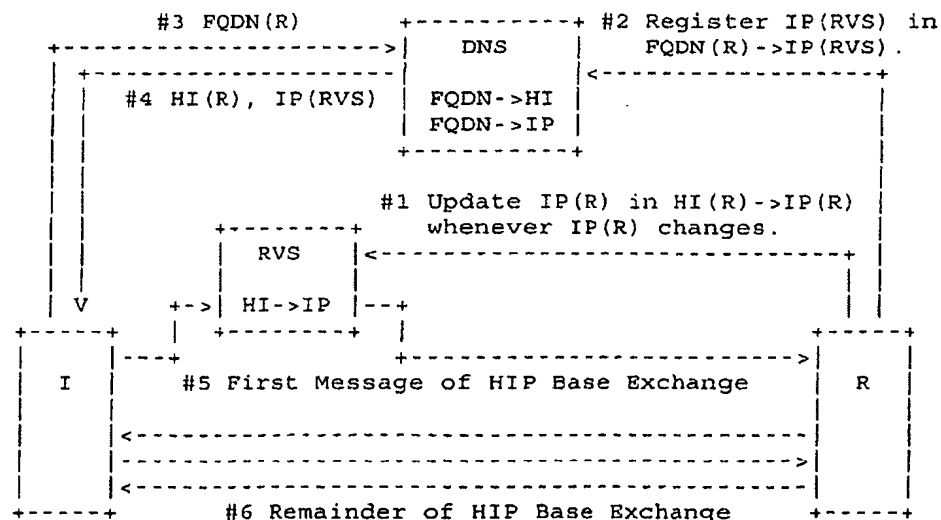 #3 FQDN(R)
#2 Register IP(RVS) in
FQDN(R)->IP(RVS).
DNS
#4 HI(R), IP(RVS)
FQDN->HI
FQDN->IP
#1 Update IP(R) in HI(R)->IP(R)
whenever IP(R) changes.
RVS
HI->IP
I
R
#5 First Message of HIP Base Exchange
#6 Remainder of HIP Base Exchange